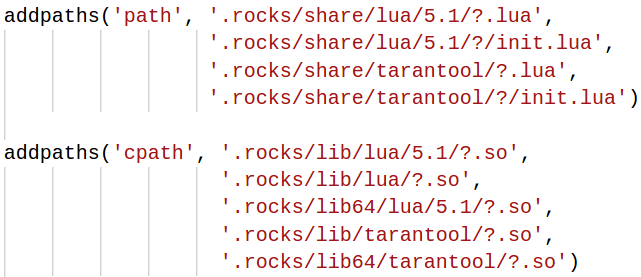 addpaths('path', '.rocks/share/lua/5.1/?.lua',
'.rocks/share/lua/5.1/?/init.lua',
'.rocks/share/tarantool/?.lua',
'.rocks/share/tarantool/?/init.lua')
addpaths('cpath', '.rocks/lib/lua/5.1/?.so',
'.rocks/lib/lua/?.so',
'.rocks/lib64/lua/5.1/?.so',
'.rocks/lib/tarantool/?.so',
'.rocks/lib64/tarantool/?.so')